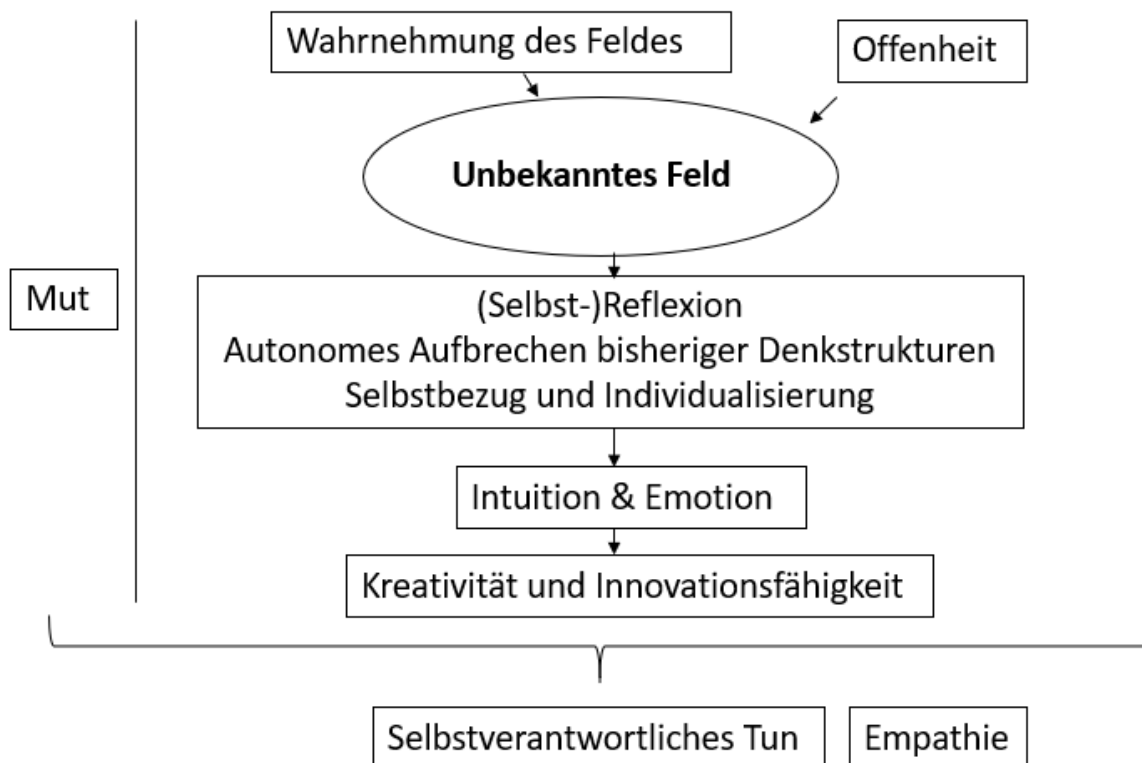 Wahrnehmung des Feldes
Offenheit
Unbekanntes Feld
Mut
(Selbst-)Reflexion
Autonomes Aufbrechen bisheriger Denkstrukturen
Selbstbezug und Individualisierung
Intuition & Emotion
Kreativität und Innovationsfähigkeit
Selbstverantwortliches Tun
Empathie